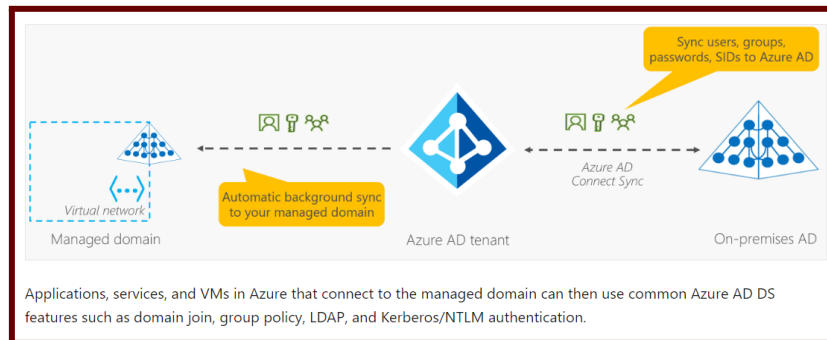 Sync users, groups,
passwords, SIDs to Azure AD
Automatic background sync
to your managed domain
Azure AD
Connect Sync
Virtual network
Managed domain
Azure AD tenant
On-premises AD
Applications, services, and VMs in Azure that connect to the managed domain can then use common Azure AD DS
features such as domain join, group policy, LDAP, and Kerberos/NTLM authentication.